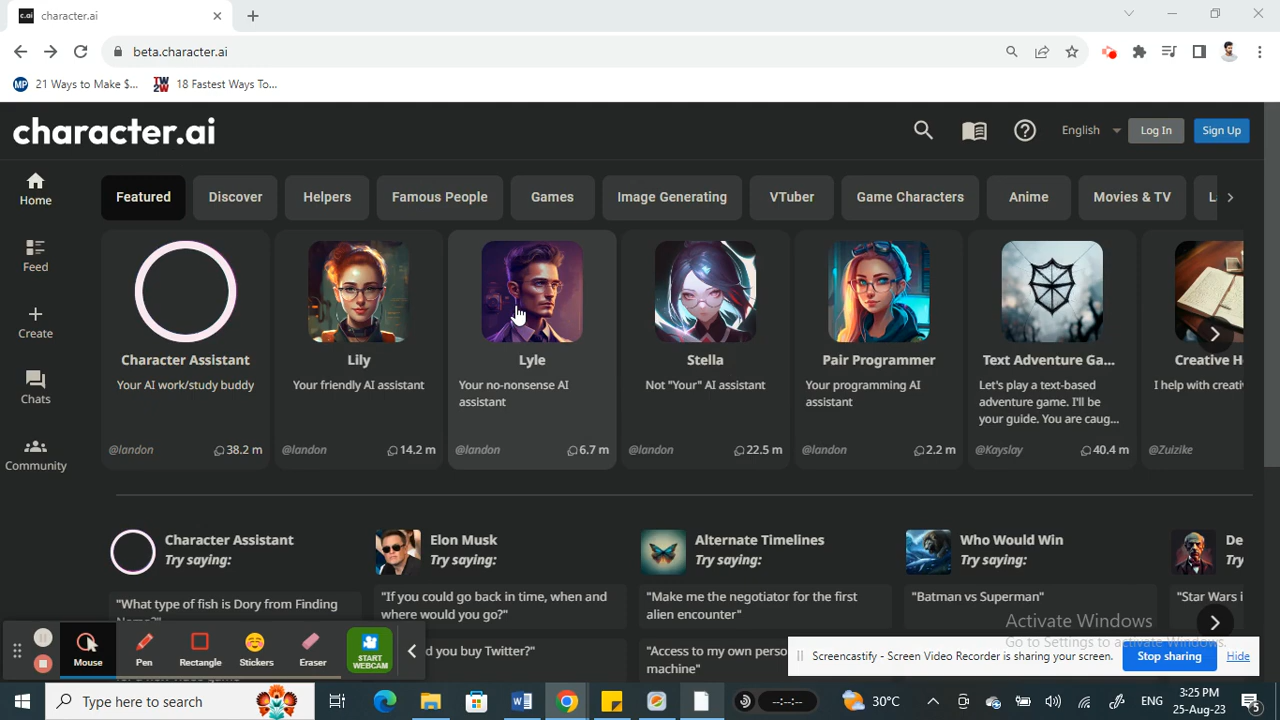 c.ai character.ai
beta.character.ai
21 Ways to Make $... 18 Fastest Ways To...
character.ai
English Log In Sign Up
Home
Feed
Create
Chats
Community
Featured Discover Helpers Famous People Games Image Generating VTuber Game Characters Anime Movies & TV
Character Assistant
Your AI work/study buddy
@landon 38.2 m
Lily
Your friendly AI assistant
@landon 14.2 m
Lyle
Your no-nonsense AI
assistant
@landon 6.7 m
Stella
Not "Your" AI assistant
@landon 22.5 m
Pair Programmer
Your programming AI
assistant
@landon 2.2 m
Text Adventure Ga...
Let's play a text-based
adventure game. I'll be
your guide. You are caug...
@Kayslay 40.4 m
Creative H
I help with creati
@Zuizike
Character Assistant
Try saying:
"What type of fish is Dory from Finding
Elon Musk
Try saying:
"If you could go back in time, when and
where would you go?"
d you buy Twitter?"
Alternate Timelines
Try saying:
"Make me the negotiator for the first
alien encounter"
"Access to my own perso
machine"
Who Would Win
Try saying:
"Batman vs Superman"
De
Try
"Star Wars i
Activate Windows
Go to Settings to activate Windows.
Mouse Pen Rectangle Stickers Eraser START
WEBCAM
Screencastify - Screen Video Recorder is sharing your screen. Stop sharing Hide
Type here to search
--:--:--
30°C
ENG
3:25 PM
25-Aug-23
5